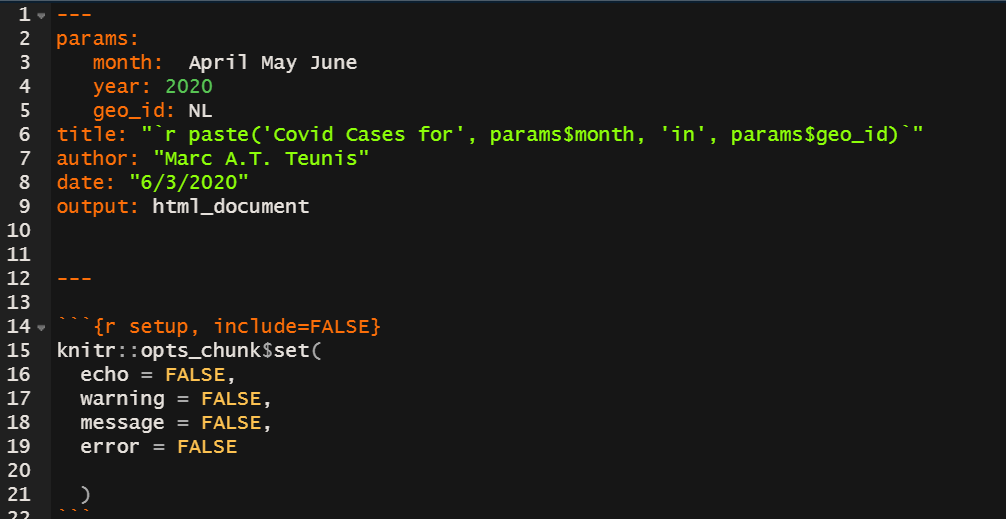 1 ---
2 params:
3    month:  April May June
4    year: 2020
5    geo_id: NL
6 title: "`r paste('Covid Cases for', params$month, 'in', params$geo_id)`"
7 author: "Marc A.T. Teunis"
8 date: "6/3/2020"
9 output: html_document
10
11
12 ---
13
14 ```{r setup, include=FALSE}
15 knitr::opts_chunk$set(
16   echo = FALSE,
17   warning = FALSE,
18   message = FALSE,
19   error = FALSE
20
21   )
22 ```